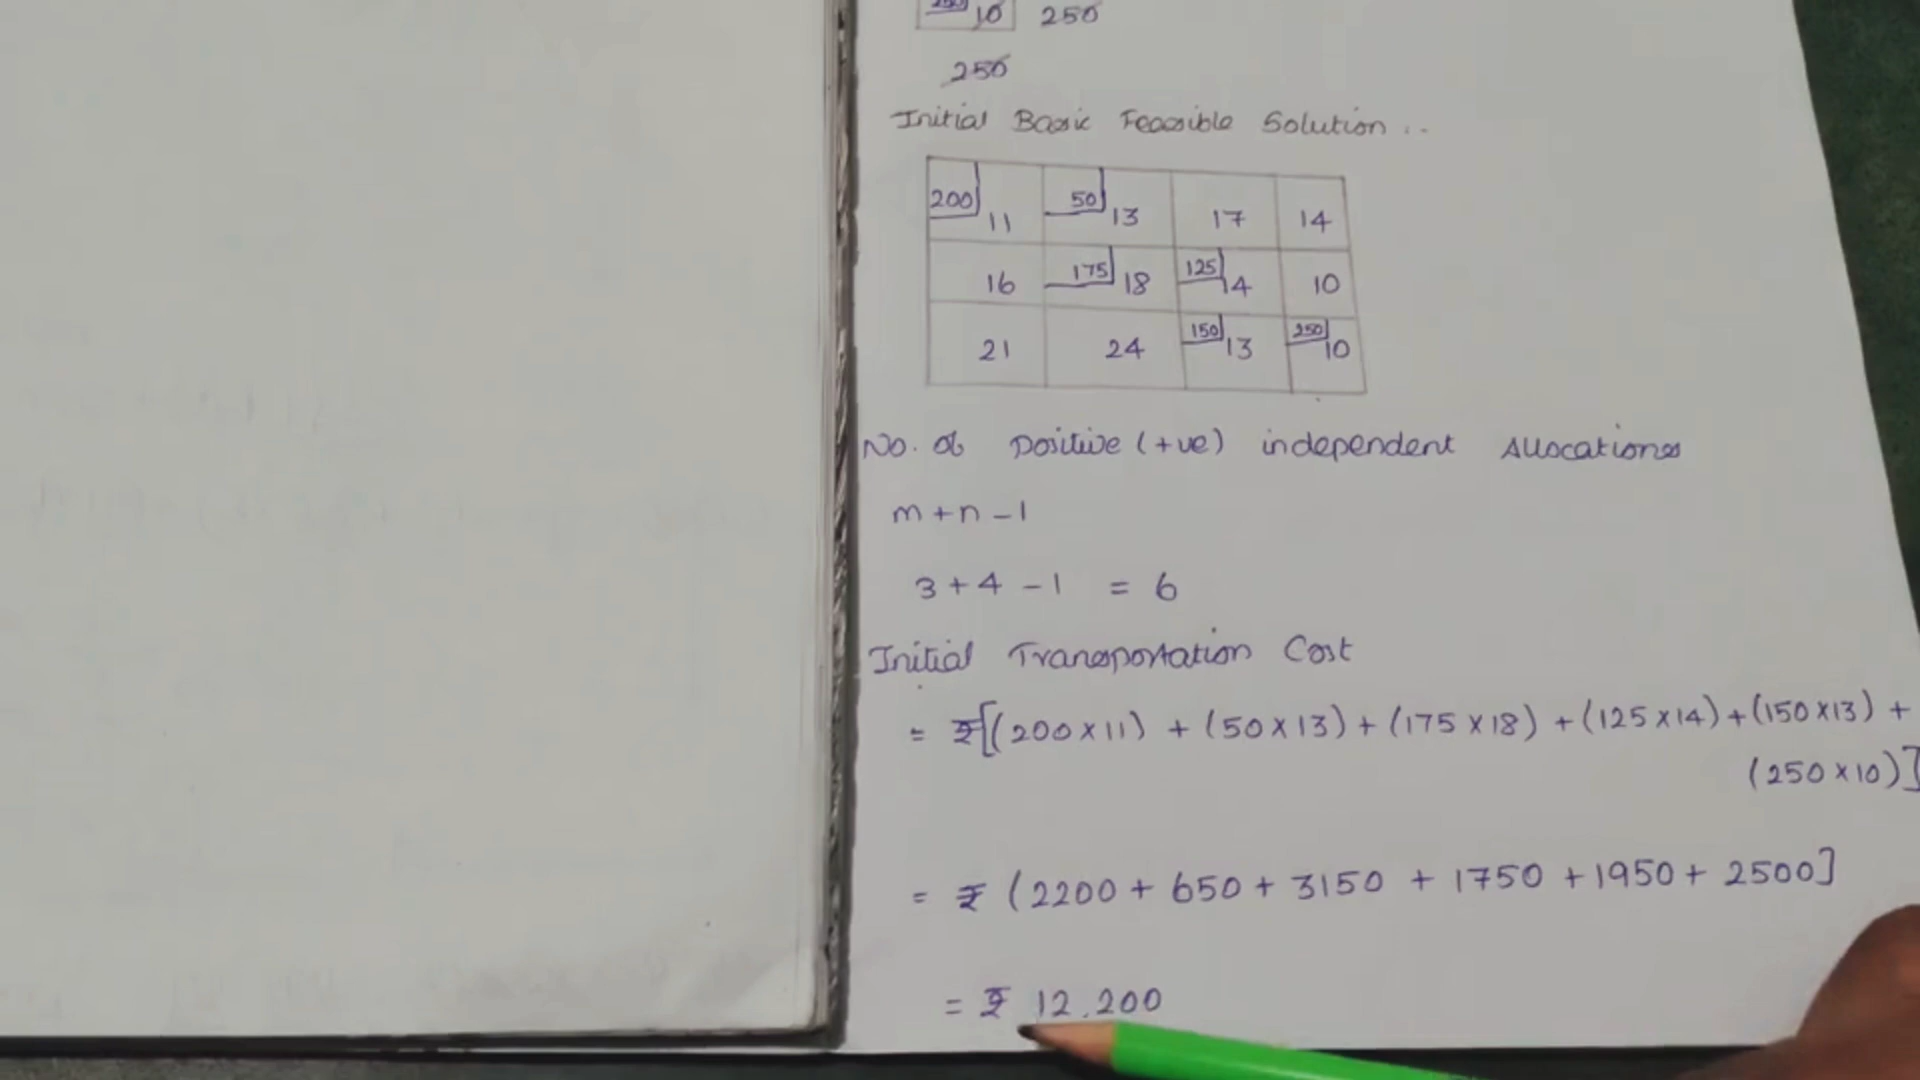 250 10 250
250
Initial Basic Feasible Solution..
200 11 50 13 17 14
16 175 18 125 14 10
21 24 150 13 250 10
No. of Positive (+ve) independent Allocations
m+n-1
3+4-1 = 6
Initial Transportation Cost
= ₹[(200×11) + (50×13) + (175×18) + (125×14) + (150×13) +
(250×10)]
= ₹ (2200 + 650 + 3150 + 1750 + 1950 + 2500]
= ₹ 12,200